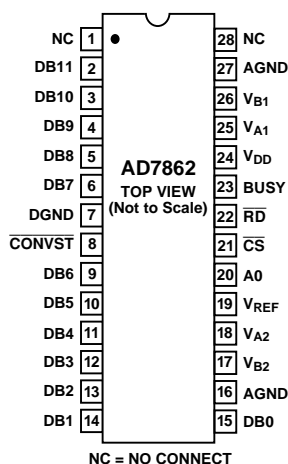 NC 1 28 NC
DB11 2 27 AGND
DB10 3 26 VB1
DB9 4 25 VA1
DB8 5 24 VDD
DB7 6 23 BUSY
DGND 7 22 RD
CONVST 8 21 CS
DB6 9 20 A0
DB5 10 19 VREF
DB4 11 18 VA2
DB3 12 17 VB2
DB2 13 16 AGND
DB1 14 15 DB0
AD7862
TOP VIEW
(Not to Scale)
NC = NO CONNECT